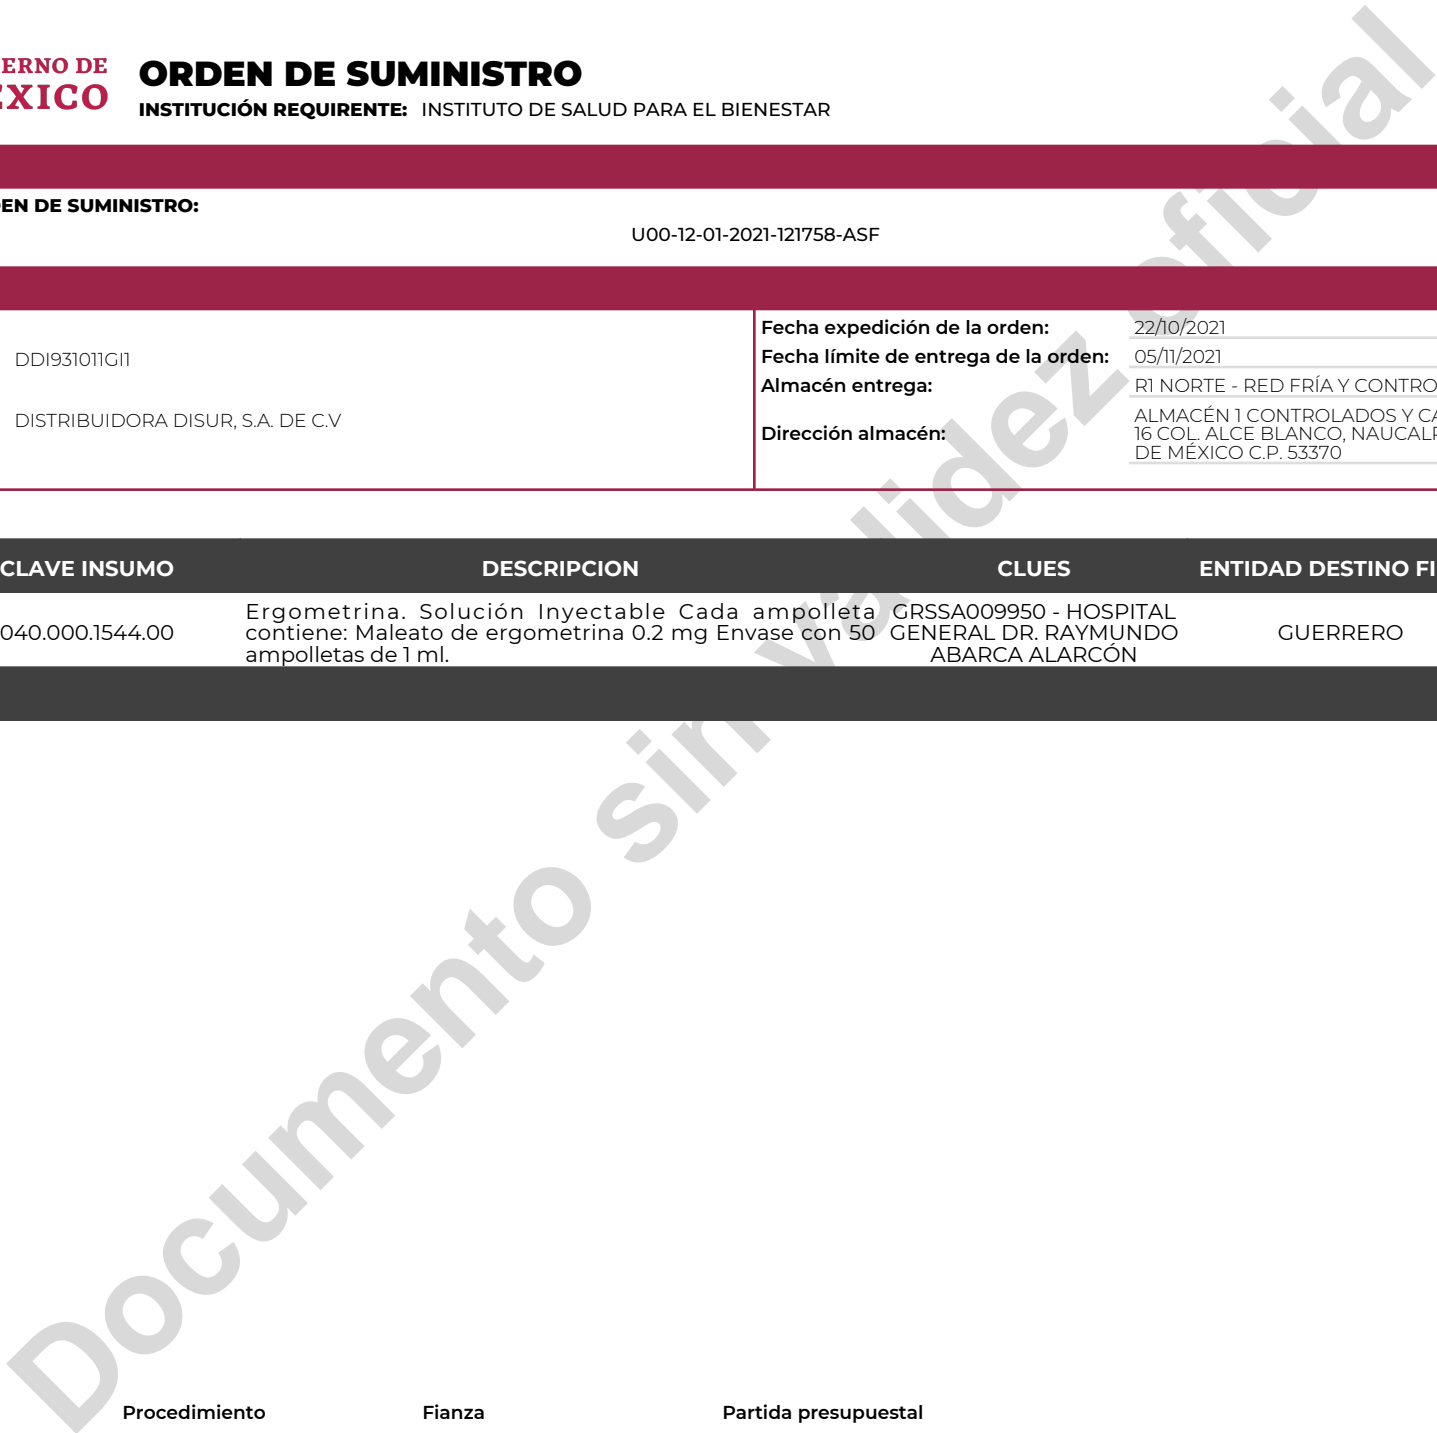 ERNO DE
EXICO
ORDEN DE SUMINISTRO
INSTITUCIÓN REQUIRENTE: INSTITUTO DE SALUD PARA EL BIENESTAR
EN DE SUMINISTRO:
U00-12-01-2021-121758-ASF
DDI931011GI1
DISTRIBUIDORA DISUR, S.A. DE C.V
Fecha expedición de la orden: 22/10/2021
Fecha límite de entrega de la orden: 05/11/2021
Almacén entrega: R1 NORTE - RED FRÍA Y CONTRO
Dirección almacén:
ALMACÉN 1 CONTROLADOS Y CA
16 COL. ALCE BLANCO, NAUCALP
DE MÉXICO C.P. 53370
CLAVE INSUMO DESCRIPCION CLUES ENTIDAD DESTINO FI
040.000.1544.00
Ergometrina. Solución Inyectable Cada ampolleta
contiene: Maleato de ergometrina 0.2 mg Envase con 50
ampolletas de 1 ml.
GRSSA009950 - HOSPITAL
GENERAL DR. RAYMUNDO
ABARCA ALARCÓN
GUERRERO
Documento sin validez oficial
Procedimiento Fianza Partida presupuestal